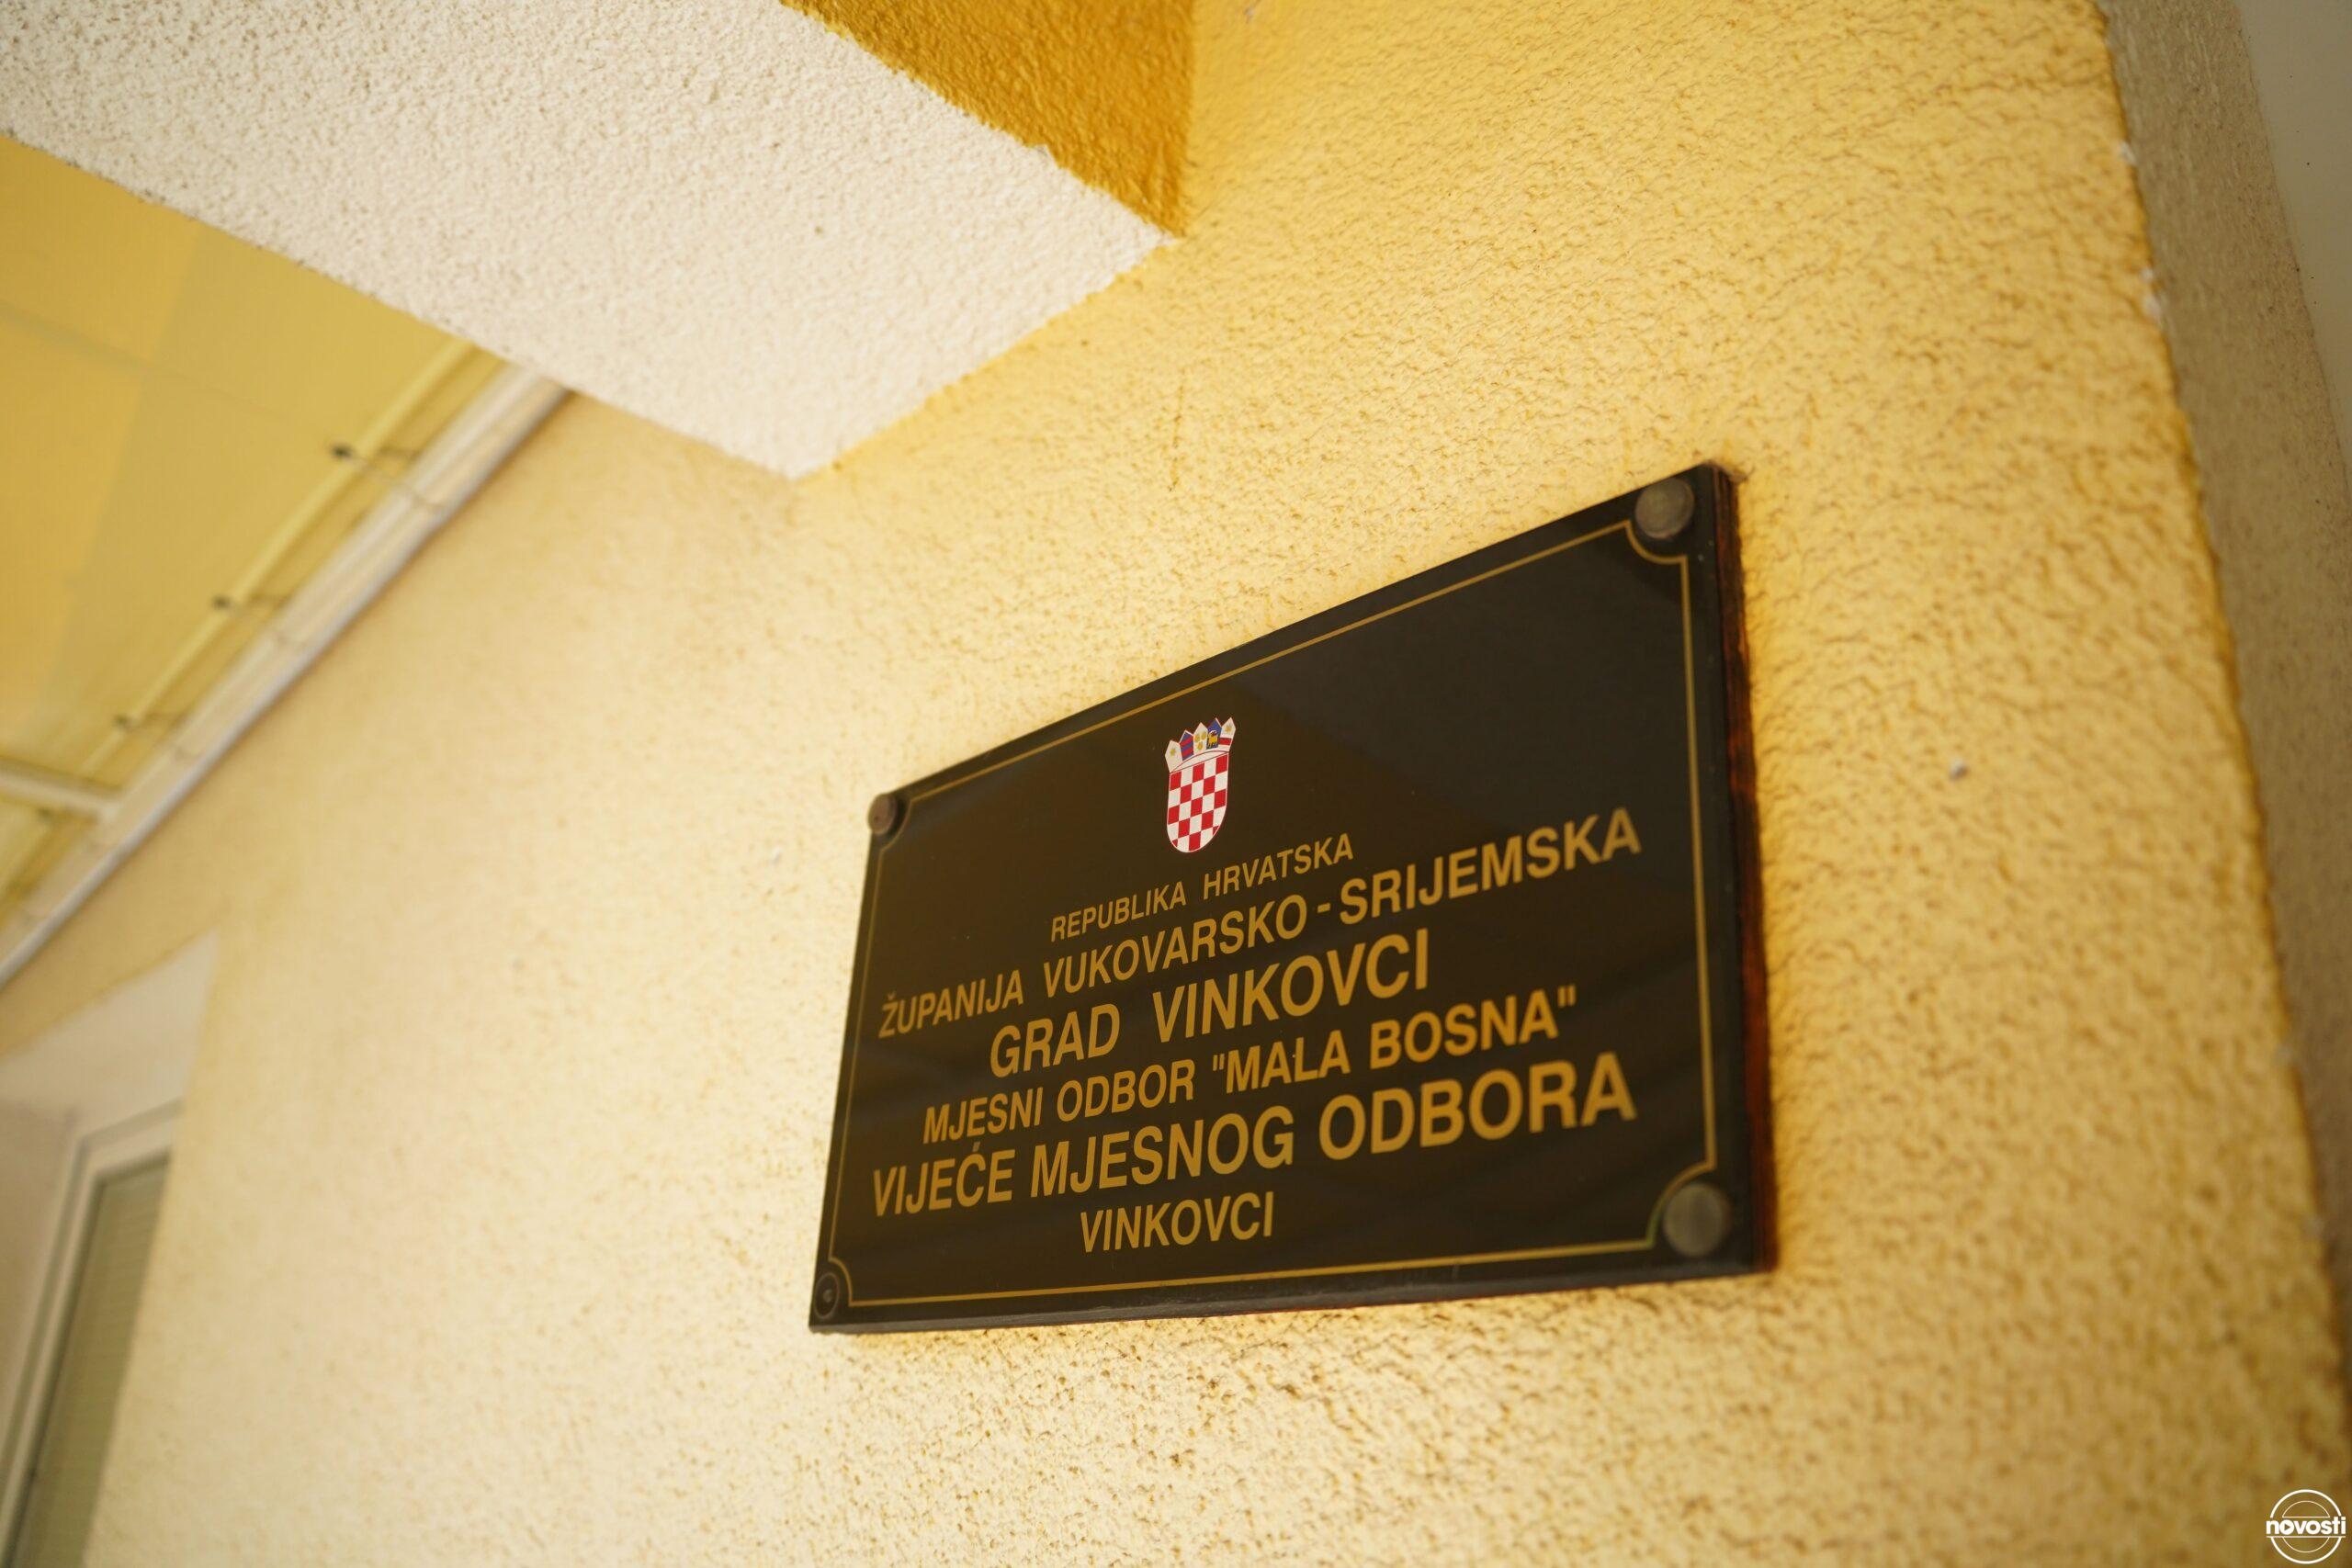 REPUBLIKA HRVATSKA
ŽUPANIJA VUKOVARSKO - SRIJEMSKA
GRAD VINKOVCI
MJESNI ODBOR "MALA BOSNA"
VIJEĆE MJESNOG ODBORA
VINKOVCI
novosti